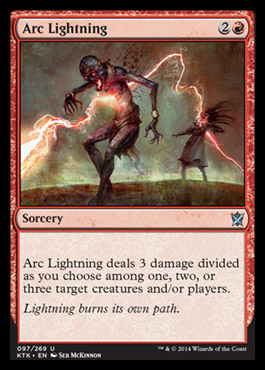 Arc Lightning 2
Sorcery
Arc Lightning deals 3 damage divided
as you choose among one, two, or
three target creatures and/or players.
Lightning burns its own path.
097/269 U
KTK • EN Seb McKinnon
™ & © 2014 Wizards of the Coast